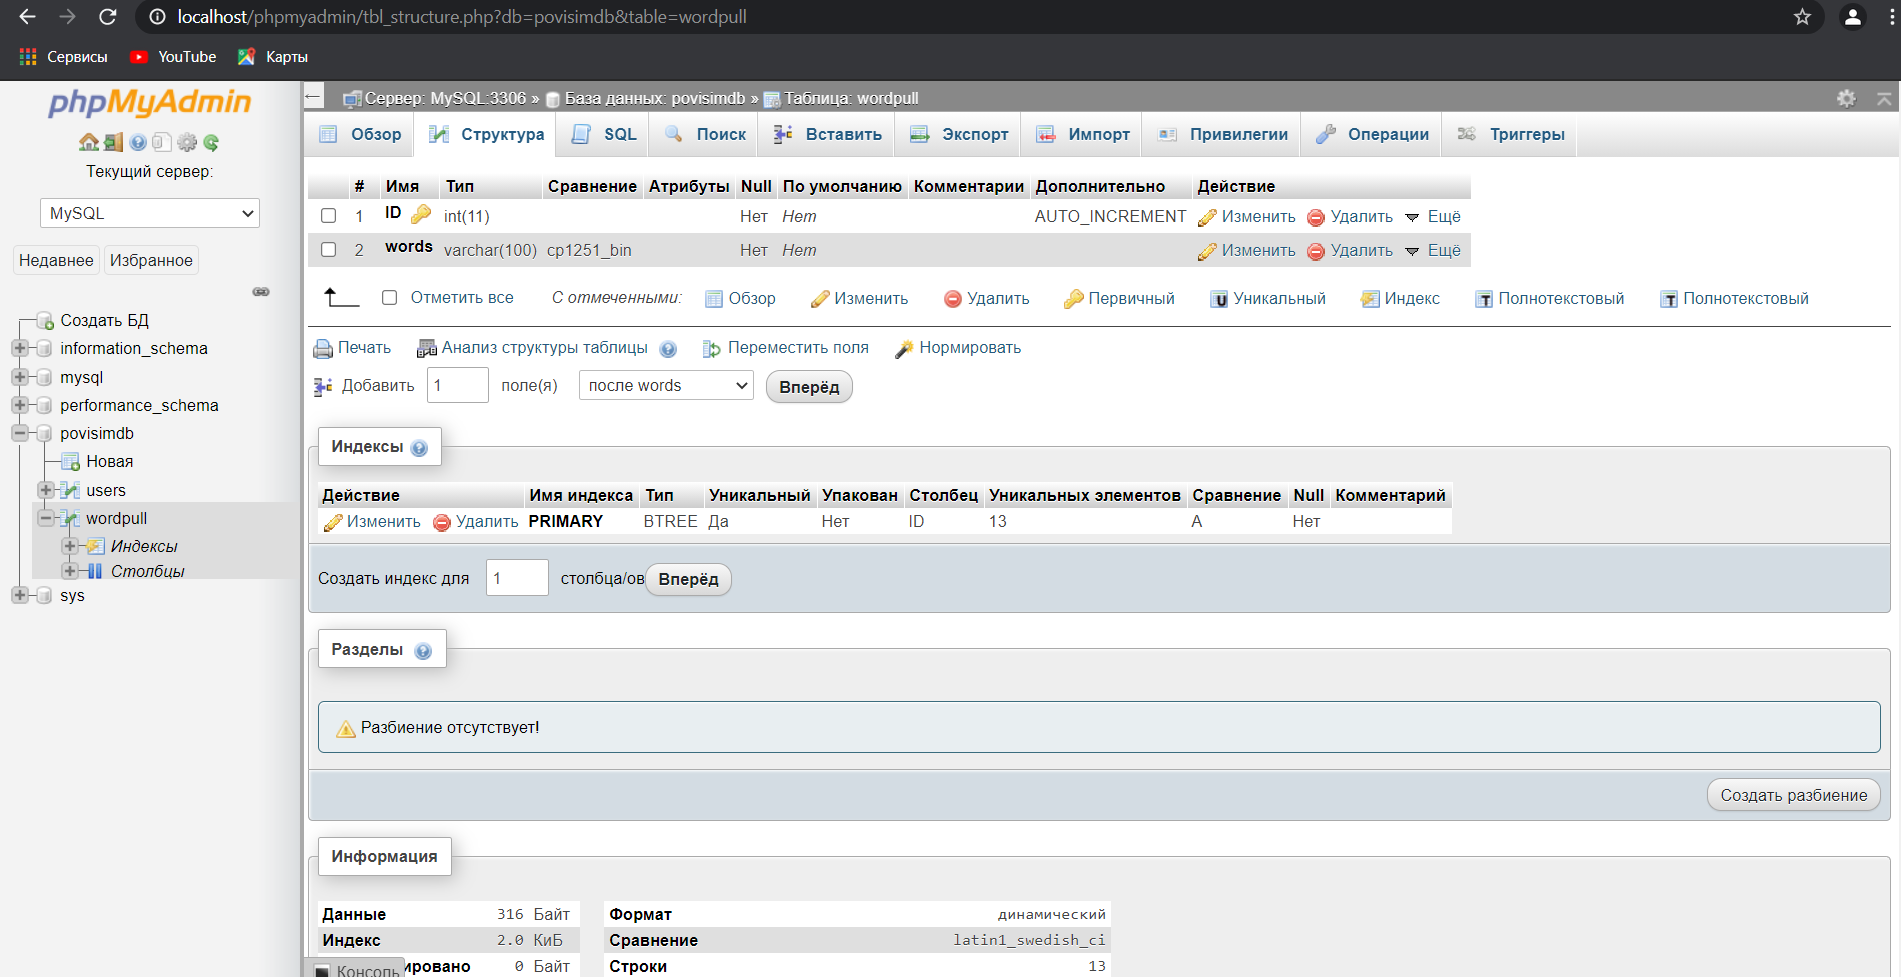 localhost/phpmyadmin/tbl_structure.php?db=povisimdb&table=wordpull
Сервисы YouTube Карты
phpMyAdmin
Текущий сервер:
MySQL
Недавнее Избранное
Создать БД
information_schema
mysql
performance_schema
povisimdb
Новая
users
wordpull
Индексы
Столбцы
sys
Сервер: MySQL:3306 » База данных: povisimdb » Таблица: wordpull
Обзор Структура SQL Поиск Вставить Экспорт Импорт Привилегии Операции Триггеры
# Имя Тип Сравнение Атрибуты Null По умолчанию Комментарии Дополнительно Действие
1 ID int(11) Нет Нет AUTO_INCREMENT Изменить Удалить Ещё
2 words varchar(100) cp1251_bin Нет Нет Изменить Удалить Ещё
Отметить все С отмеченными: Обзор Изменить Удалить Первичный Уникальный Индекс Полнотекстовый Полнотекстовый
Печать Анализ структуры таблицы Переместить поля Нормировать
Добавить 1 поле(я) после words Вперёд
Индексы
Действие Имя индекса Тип Уникальный Упакован Столбец Уникальных элементов Сравнение Null Комментарий
Изменить Удалить PRIMARY BTREE Да Нет ID 13 A Нет
Создать индекс для 1 столбца/ов Вперёд
Разделы
Разбиение отсутствует!
Создать разбиение
Информация
Данные 316 Байт
Индекс 2.0 КиБ
ировано 0 Байт
Формат динамический
Сравнение latin1_swedish_ci
Строки 13
Консоль